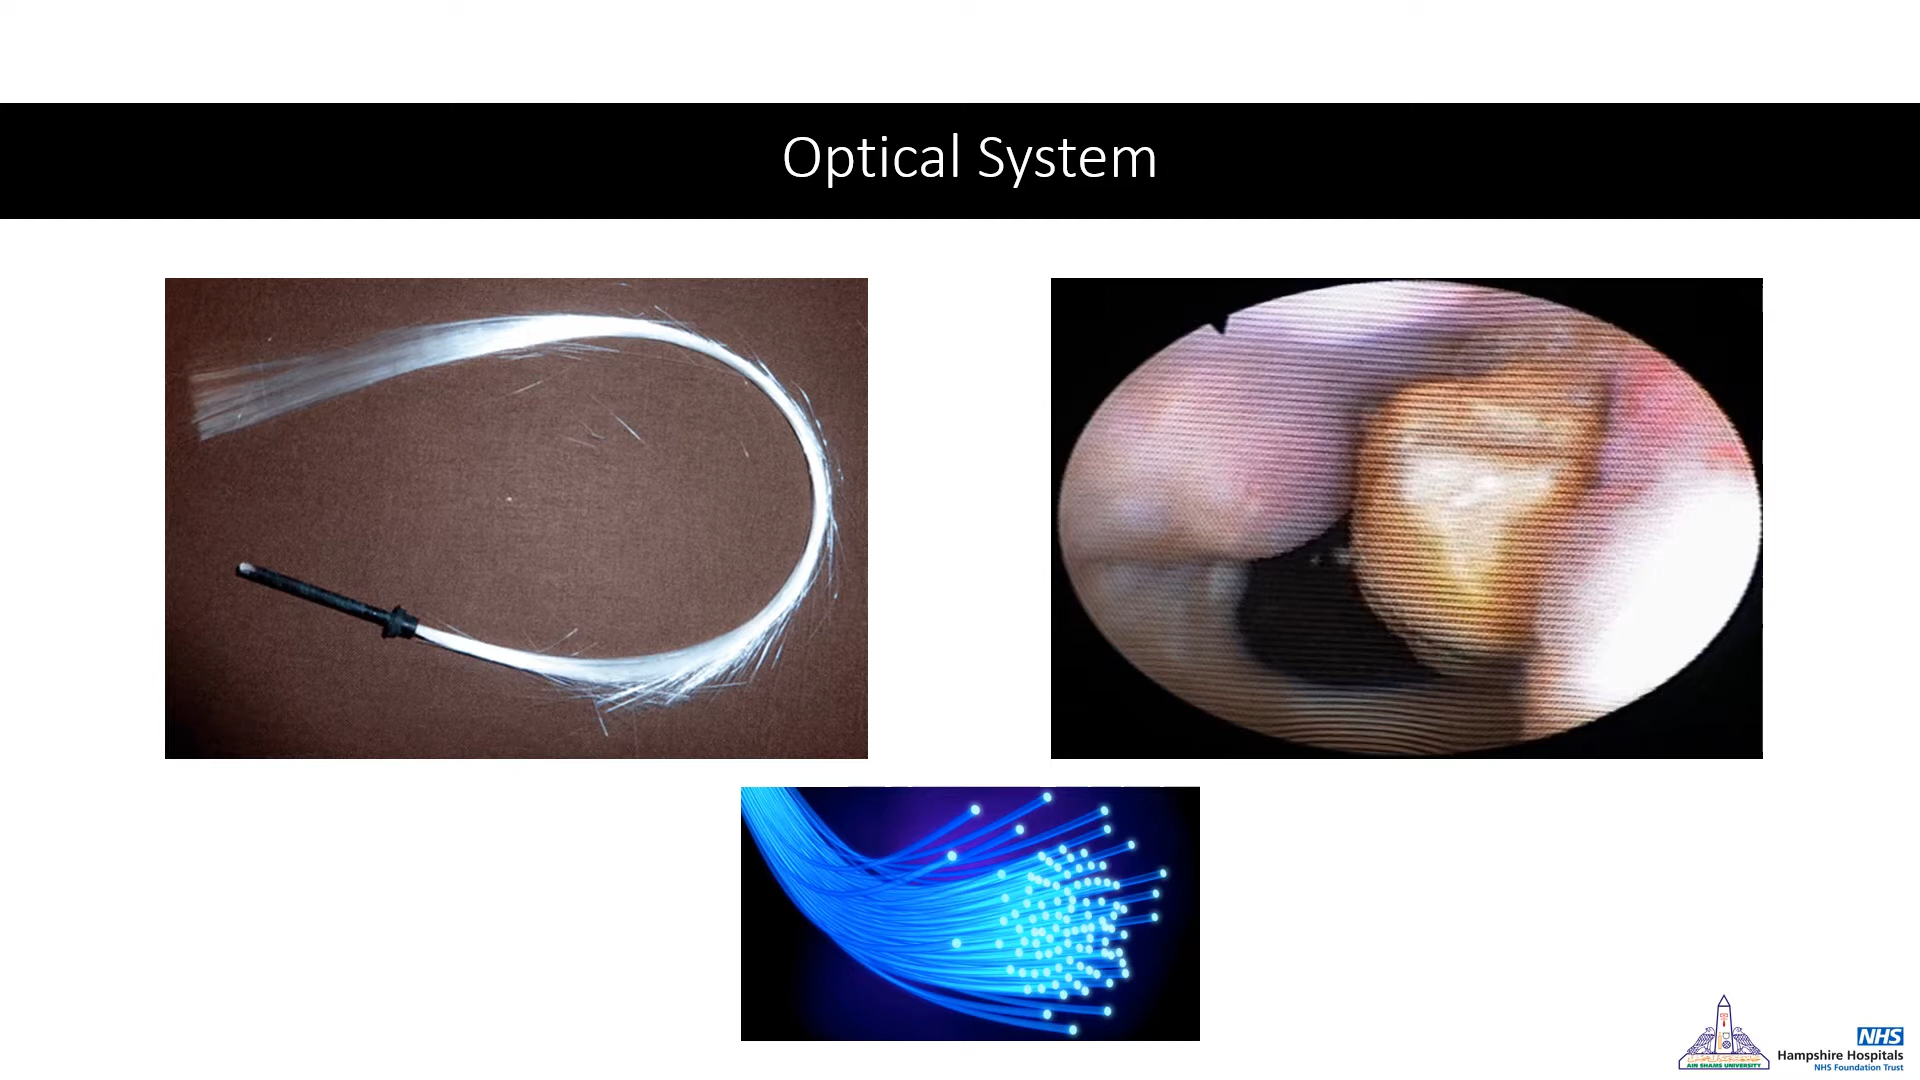 Optical System
AIN SHAMS UNIVERSITY
NHS
Hampshire Hospitals
NHS Foundation Trust